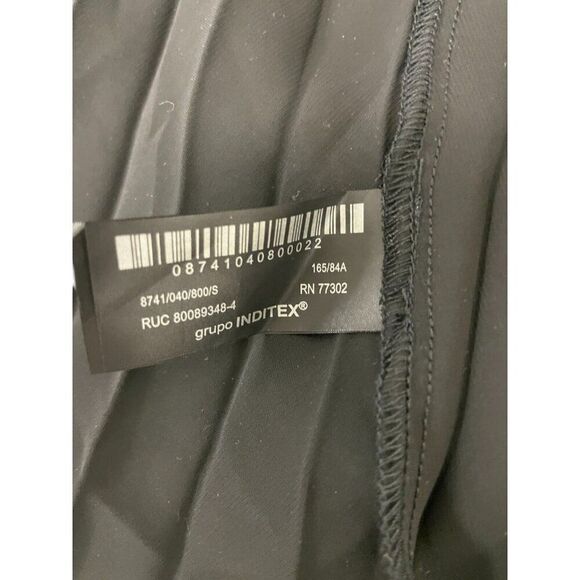 08741040800022
8741/040/800/S 165/84A
RUC 80089348-4 RN 77302
grupo INDITEX®